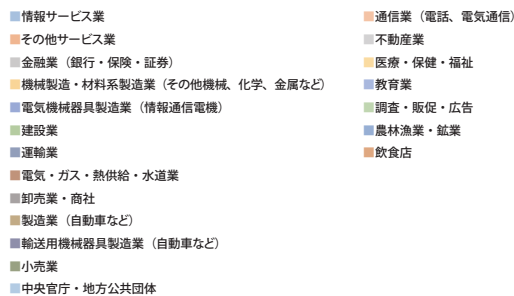 情報サービス業
その他サービス業
金融業（銀行・保険・証券）
機械製造・材料系製造業（その他機械、化学、金属など）
電気機械器具製造業（情報通信電機）
建設業
運輸業
電気・ガス・熱供給・水道業
卸売業・商社
製造業（自動車など）
輸送用機械器具製造業（自動車など）
小売業
中央官庁・地方公共団体
通信業（電話、電気通信）
不動産業
医療・保健・福祉
教育業
調査・販促・広告
農林漁業・鉱業
飲食店